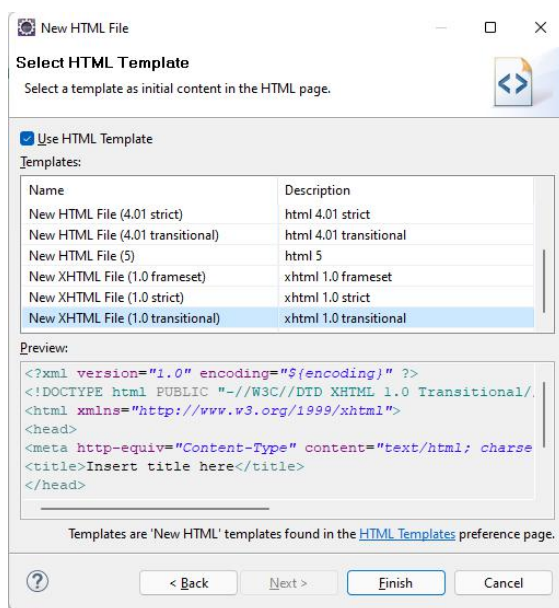 New HTML File
Select HTML Template
Select a template as initial content in the HTML page.
Use HTML Template
Templates:
Name Description
New HTML File (4.01 strict) html 4.01 strict
New HTML File (4.01 transitional) html 4.01 transitional
New HTML File (5) html 5
New XHTML File (1.0 frameset) xhtml 1.0 frameset
New XHTML File (1.0 strict) xhtml 1.0 strict
New XHTML File (1.0 transitional) xhtml 1.0 transitional
Preview:
<?xml version="1.0" encoding="${encoding}" ?>
<!DOCTYPE html PUBLIC "-//W3C//DTD XHTML 1.0 Transitional/
<html xmlns="http://www.w3.org/1999/xhtml">
<head>
<meta http-equiv="Content-Type" content="text/html; charse
<title>Insert title here</title>
</head>
Templates are 'New HTML' templates found in the HTML Templates preference page.
? < Back Next > Finish Cancel